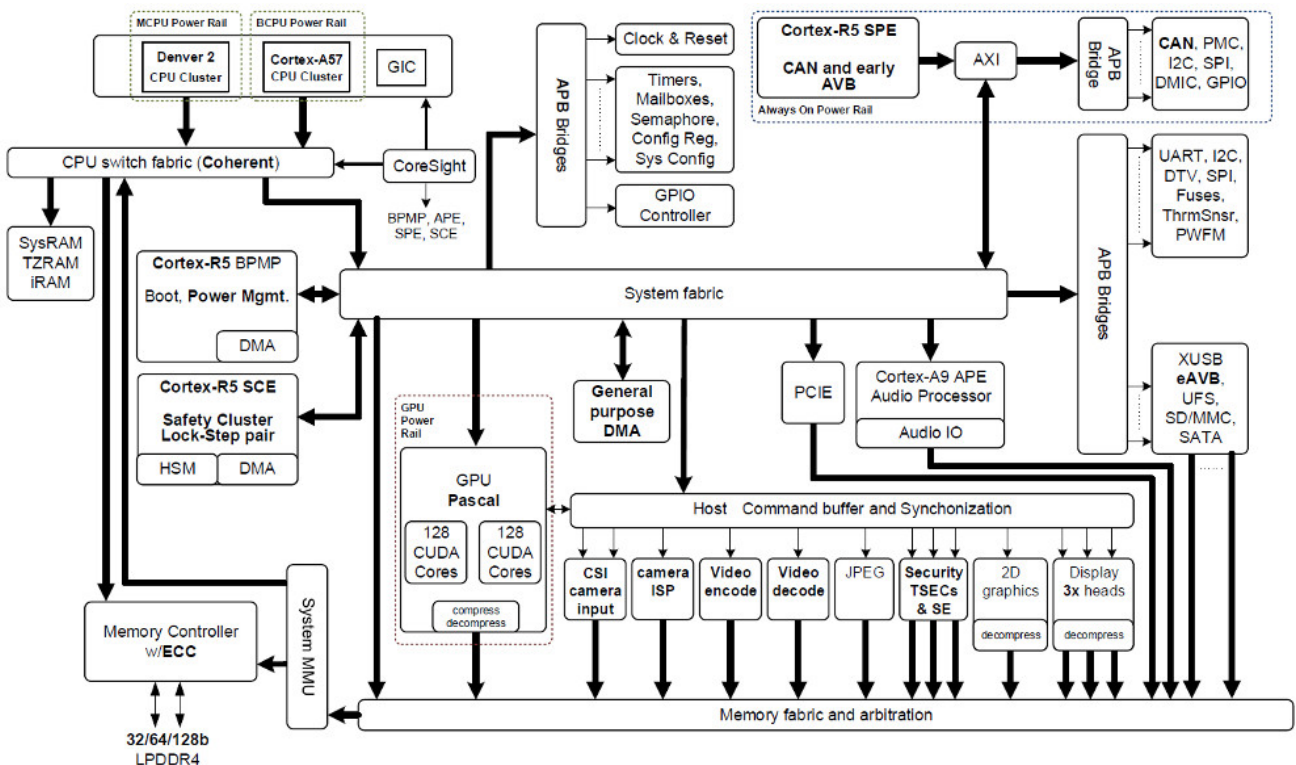 MCPU Power Rail
BCPU Power Rail
Denver 2
CPU Cluster
Cortex-A57
CPU Cluster
GIC
CPU switch fabric (Coherent)
CoreSight
BPMP, APE,
SPE, SCE
SysRAM
TZRAM
iRAM
APB Bridges
Clock & Reset
Timers,
Mailboxes,
Semaphore,
Config Reg,
Sys Config
GPIO
Controller
Cortex-R5 SPE
CAN and early
AVB
AXI
APB
Bridge
CAN, PMC,
I2C, SPI,
DMIC, GPIO
Always On Power Rail
APB Bridges
UART, I2C,
DTV, SPI,
Fuses,
ThrmSnsr,
PWFM
XUSB
eAVB,
UFS,
SD/MMC,
SATA
Cortex-R5 BPMP
Boot, Power Mgmt.
DMA
System fabric
Cortex-R5 SCE
Safety Cluster
Lock-Step pair
HSM
DMA
GPU
Power
Rail
GPU
Pascal
128
CUDA
Cores
128
CUDA
Cores
compress
decompress
General
purpose
DMA
PCIE
Cortex-A9 APE
Audio Processor
Audio IO
Host Command buffer and Synchonization
CSI
camera
input
camera
ISP
Video
encode
Video
decode
JPEG
Security
TSECs
& SE
2D
graphics
decompress
Display
3x heads
decompress
Memory Controller
w/ECC
System MMU
Memory fabric and arbitration
32/64/128b
LPDDR4